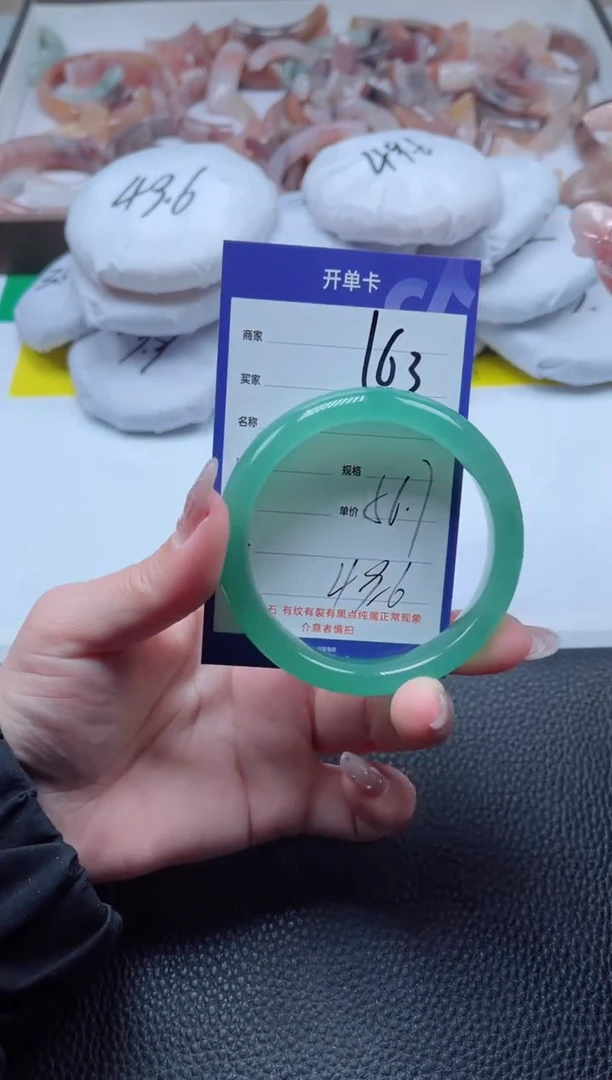 49.6
49.6
开单卡
商家
163
买家
名称
规格
单价 56.7
49.6
石 有纹有裂有黑点纯属正常现象
介意者慎拍